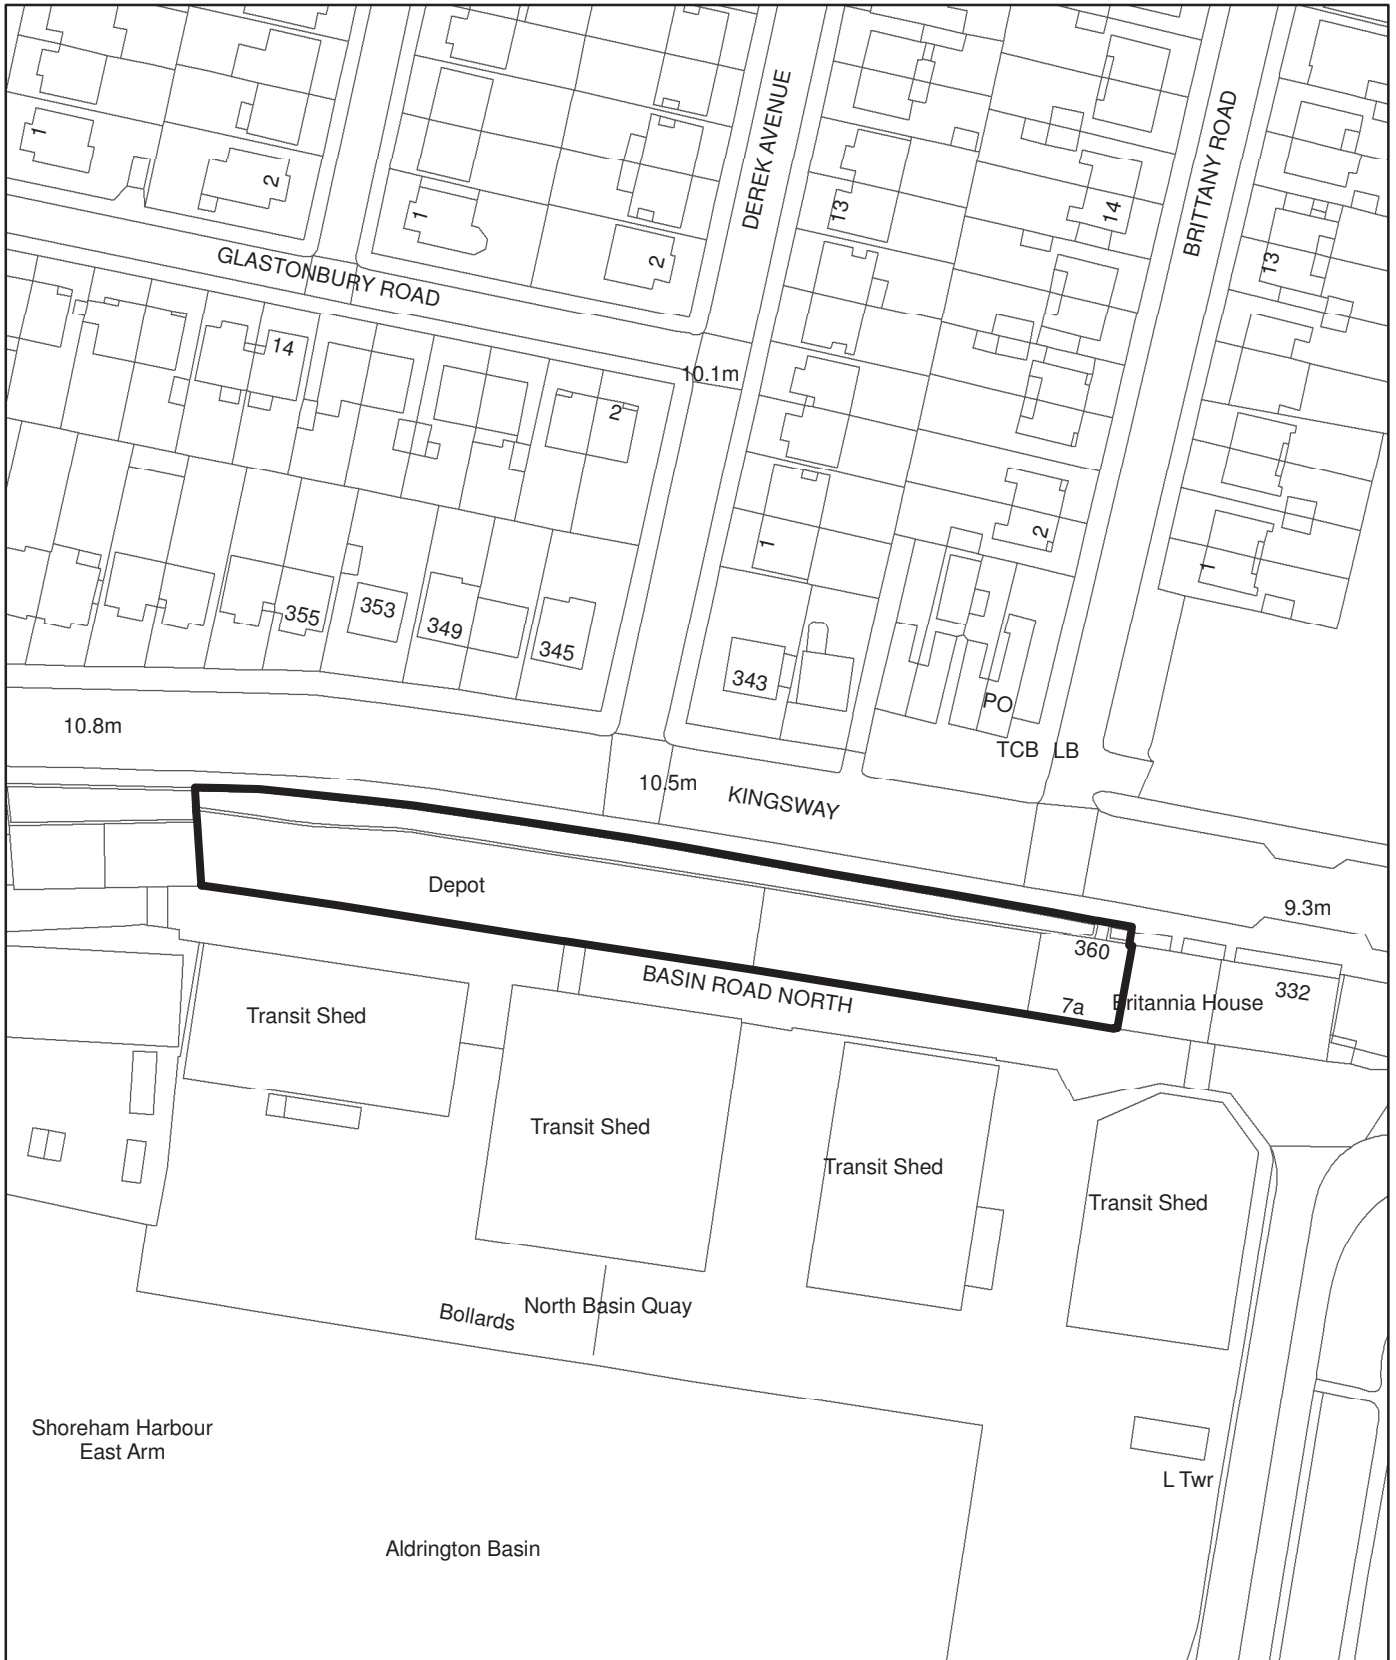 DEREK AVENUE
BRITTANY ROAD
1
2
1
2
13
14
13
GLASTONBURY ROAD
14
10.1m
2
1
2
1
355
353
349
345
343
PO
TCB LB
10.8m
10.5m
KINGSWAY
Depot
9.3m
360
BASIN ROAD NORTH
7a
Britannia House
332
Transit Shed
Transit Shed
Transit Shed
Transit Shed
Bollards
North Basin Quay
Shoreham Harbour
East Arm
L Twr
Aldrington Basin